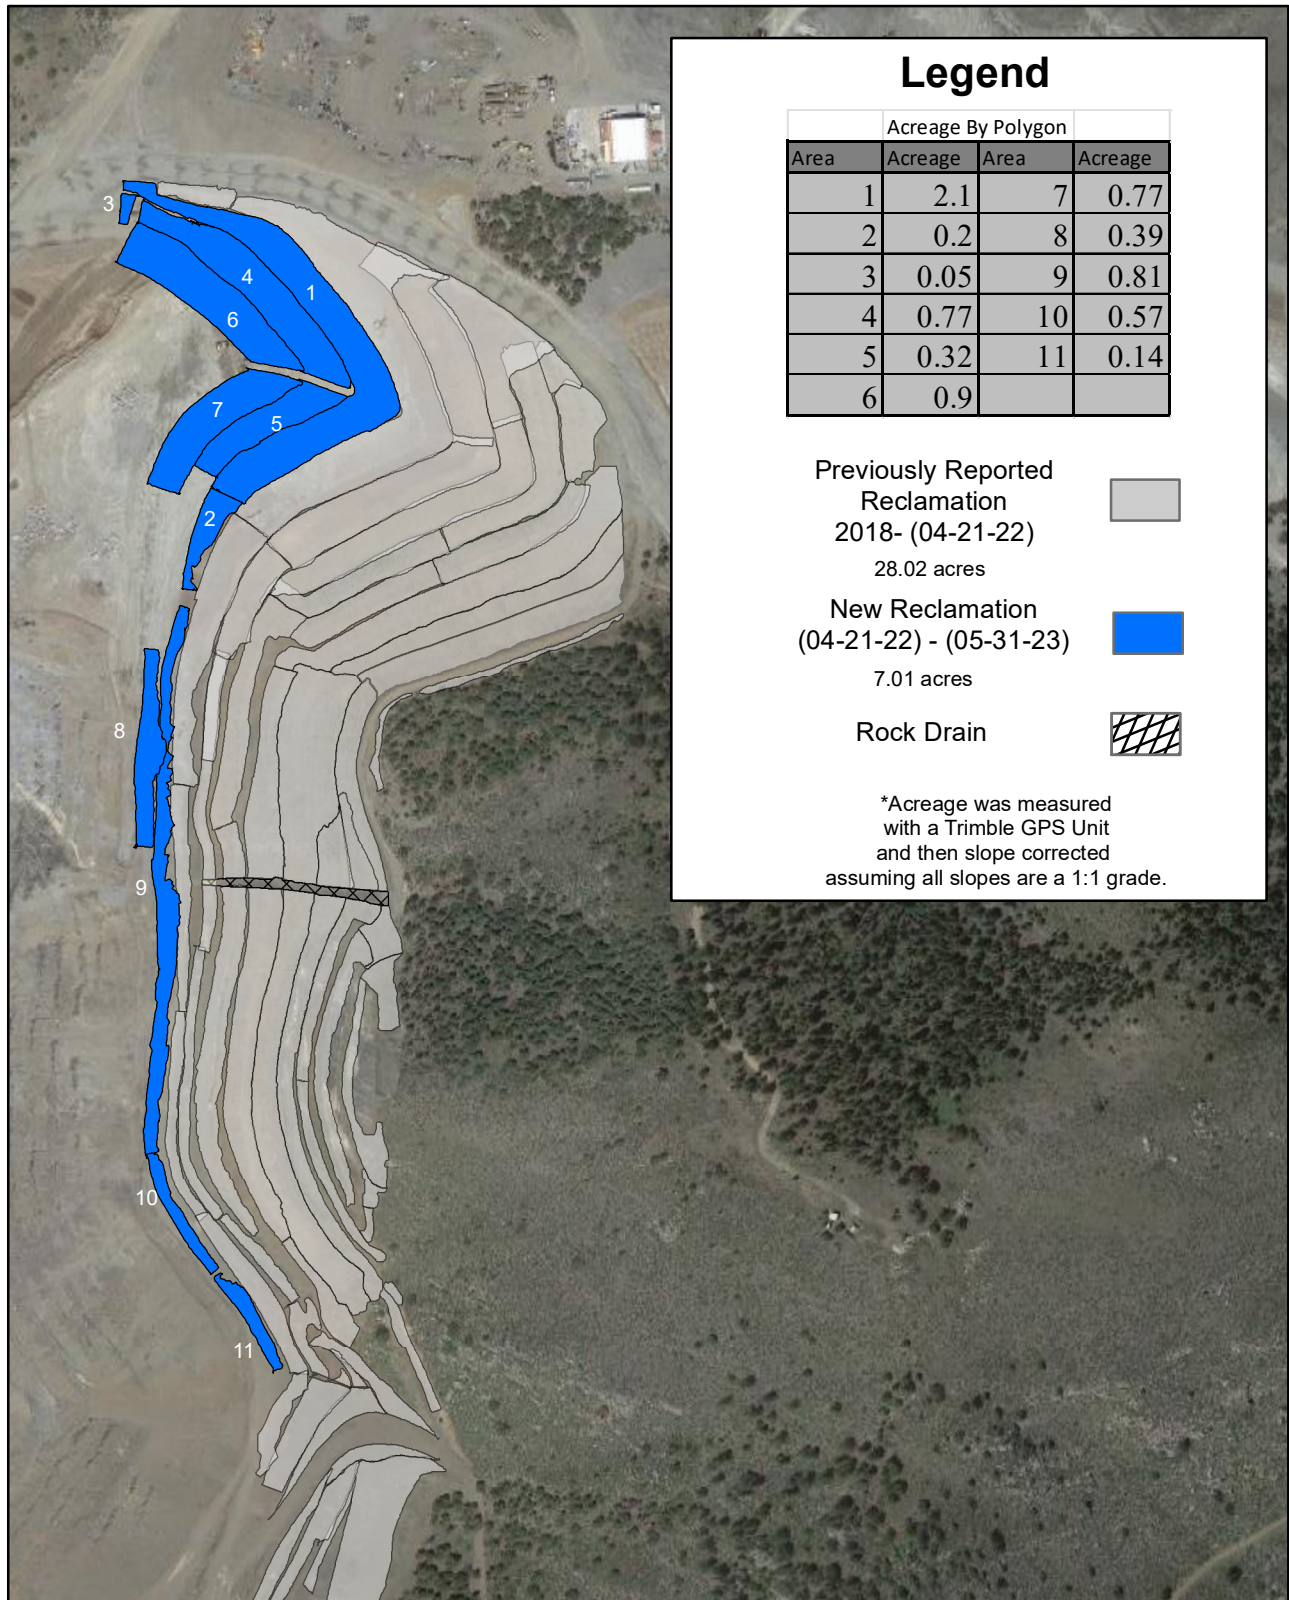 Legend
Acreage By Polygon
Area Acreage Area Acreage
1 2.1 7 0.77
2 0.2 8 0.39
3 0.05 9 0.81
4 0.77 10 0.57
5 0.32 11 0.14
6 0.9
Previously Reported
Reclamation
2018- (04-21-22)
28.02 acres
New Reclamation
(04-21-22) - (05-31-23)
7.01 acres
Rock Drain
*Acreage was measured
with a Trimble GPS Unit
and then slope corrected
assuming all slopes are a 1:1 grade.
3
4
1
6
7
5
2
8
9
10
11